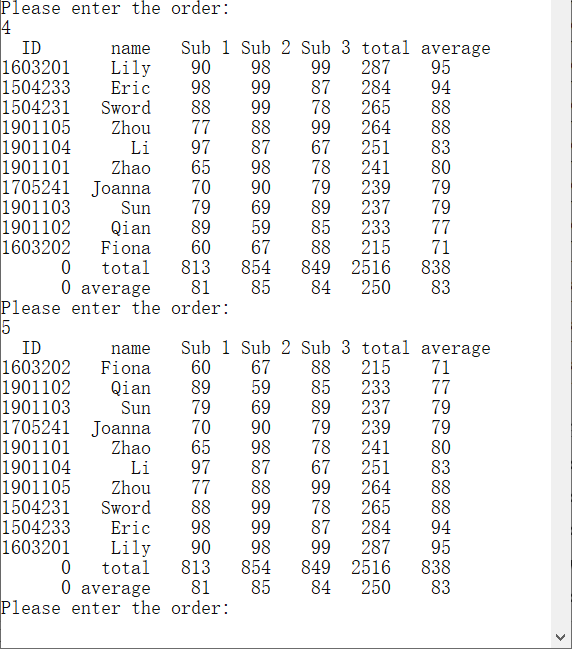 Please enter the order:
4
ID name Sub 1 Sub 2 Sub 3 total average
1603201 Lily 90 98 99 287 95
1504233 Eric 98 99 87 284 94
1504231 Sword 88 99 78 265 88
1901105 Zhou 77 88 99 264 88
1901104 Li 97 87 67 251 83
1901101 Zhao 65 98 78 241 80
1705241 Joanna 70 90 79 239 79
1901103 Sun 79 69 89 237 79
1901102 Qian 89 59 85 233 77
1603202 Fiona 60 67 88 215 71
0 total 813 854 849 2516 838
0 average 81 85 84 250 83
Please enter the order:
5
ID name Sub 1 Sub 2 Sub 3 total average
1603202 Fiona 60 67 88 215 71
1901102 Qian 89 59 85 233 77
1901103 Sun 79 69 89 237 79
1705241 Joanna 70 90 79 239 79
1901101 Zhao 65 98 78 241 80
1901104 Li 97 87 67 251 83
1901105 Zhou 77 88 99 264 88
1504231 Sword 88 99 78 265 88
1504233 Eric 98 99 87 284 94
1603201 Lily 90 98 99 287 95
0 total 813 854 849 2516 838
0 average 81 85 84 250 83
Please enter the order: